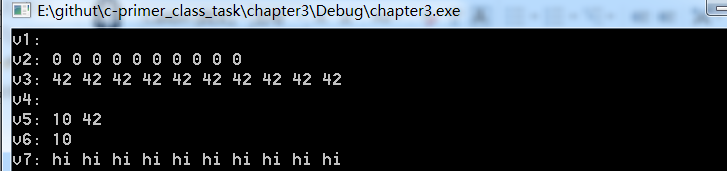 E:\githut\c-primer_class_task\chapter3\Debug\chapter3.exe
v1:
v2: 0 0 0 0 0 0 0 0 0 0
v3: 42 42 42 42 42 42 42 42 42 42
v4:
v5: 10 42
v6: 10
v7: hi hi hi hi hi hi hi hi hi hi